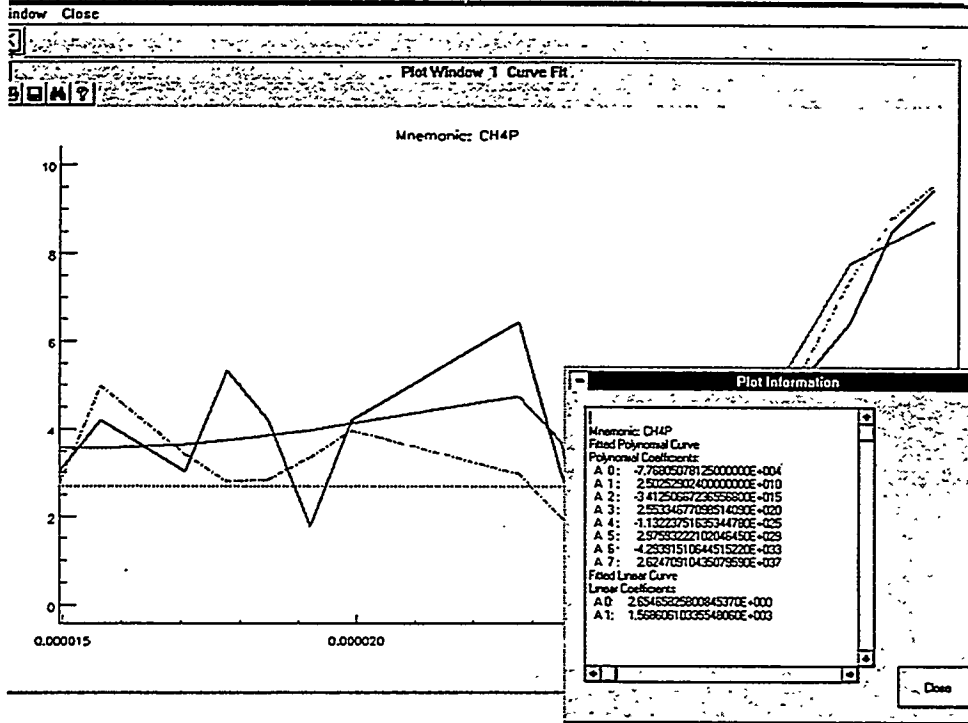 indow Close
Plot Window 1 Curve Fit
Mnemonic: CH4P
10
8
6
4
2
0
0.000015
0.000020
Plot Information
Mnemonic: CH4P
Fitted Polynomial Curve
Polynomial Coefficients:
A 0: -7.76805078125000000E+004
A 1: 2.50252902400000000E+010
A 2: -3.41250667236556800E+015
A 3: 2.55334677098514090E+020
A 4: -1.13223751635344780E+025
A 5: 2.97593222102046450E+029
A 6: -4.29391510644515220E+033
A 7: 2.62470910435079590E+037
Fitted Linear Curve
Linear Coefficients
A 0: 2.65465825800845370E+000
A 1: 1.56860610335548060E+003
Close